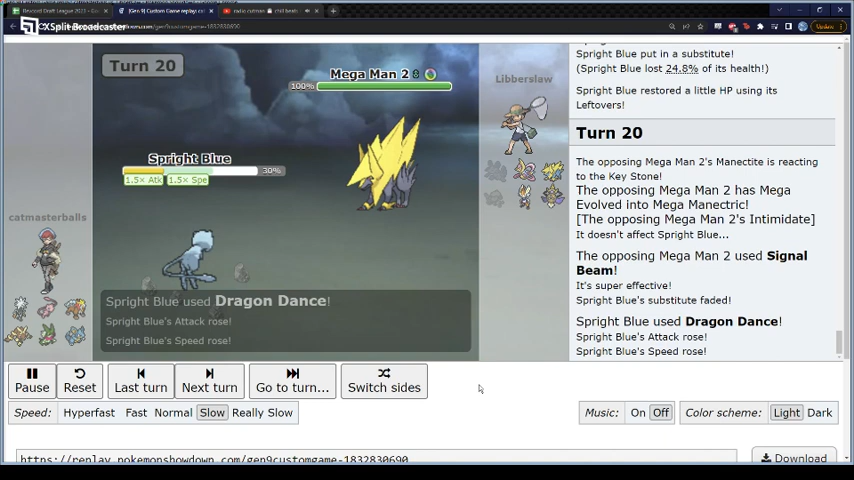 XSplit Broadcaster
[Gen 9] Custom Game replays
Update
Turn 20
Mega Man 2
100%
Spright Blue
30%
1.5× Atk
1.5× Spe
catmasterballs
Libberslaw
Spright Blue used Dragon Dance!
Spright Blue's Attack rose!
Spright Blue's Speed rose!
Spright Blue put in a substitute!
(Spright Blue lost 24.8% of its health!)
Spright Blue restored a little HP using its
Leftovers!
Turn 20
The opposing Mega Man 2's Manectite is reacting
to the Key Stone!
The opposing Mega Man 2 has Mega
Evolved into Mega Manectric!
[The opposing Mega Man 2's Intimidate]
It doesn't affect Spright Blue...
The opposing Mega Man 2 used Signal
Beam!
It's super effective!
Spright Blue's substitute faded!
Spright Blue used Dragon Dance!
Spright Blue's Attack rose!
Spright Blue's Speed rose!
Pause
Reset
Last turn
Next turn
Go to turn...
Switch sides
Speed: Hyperfast Fast Normal Slow Really Slow
Music: On Off
Color scheme: Light Dark
https://replay.pokemonshowdown.com/gen9customgame-1832830690
Download